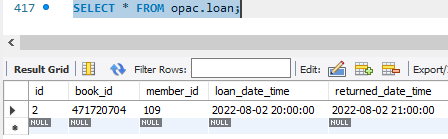 417 SELECT * FROM opac.loan;
Result Grid Filter Rows: Edit: Export/
id book_id member_id loan_date_time returned_date_time
2 471720704 109 2022-08-02 20:00:00 2022-08-02 21:00:00
NULL NULL NULL NULL NULL